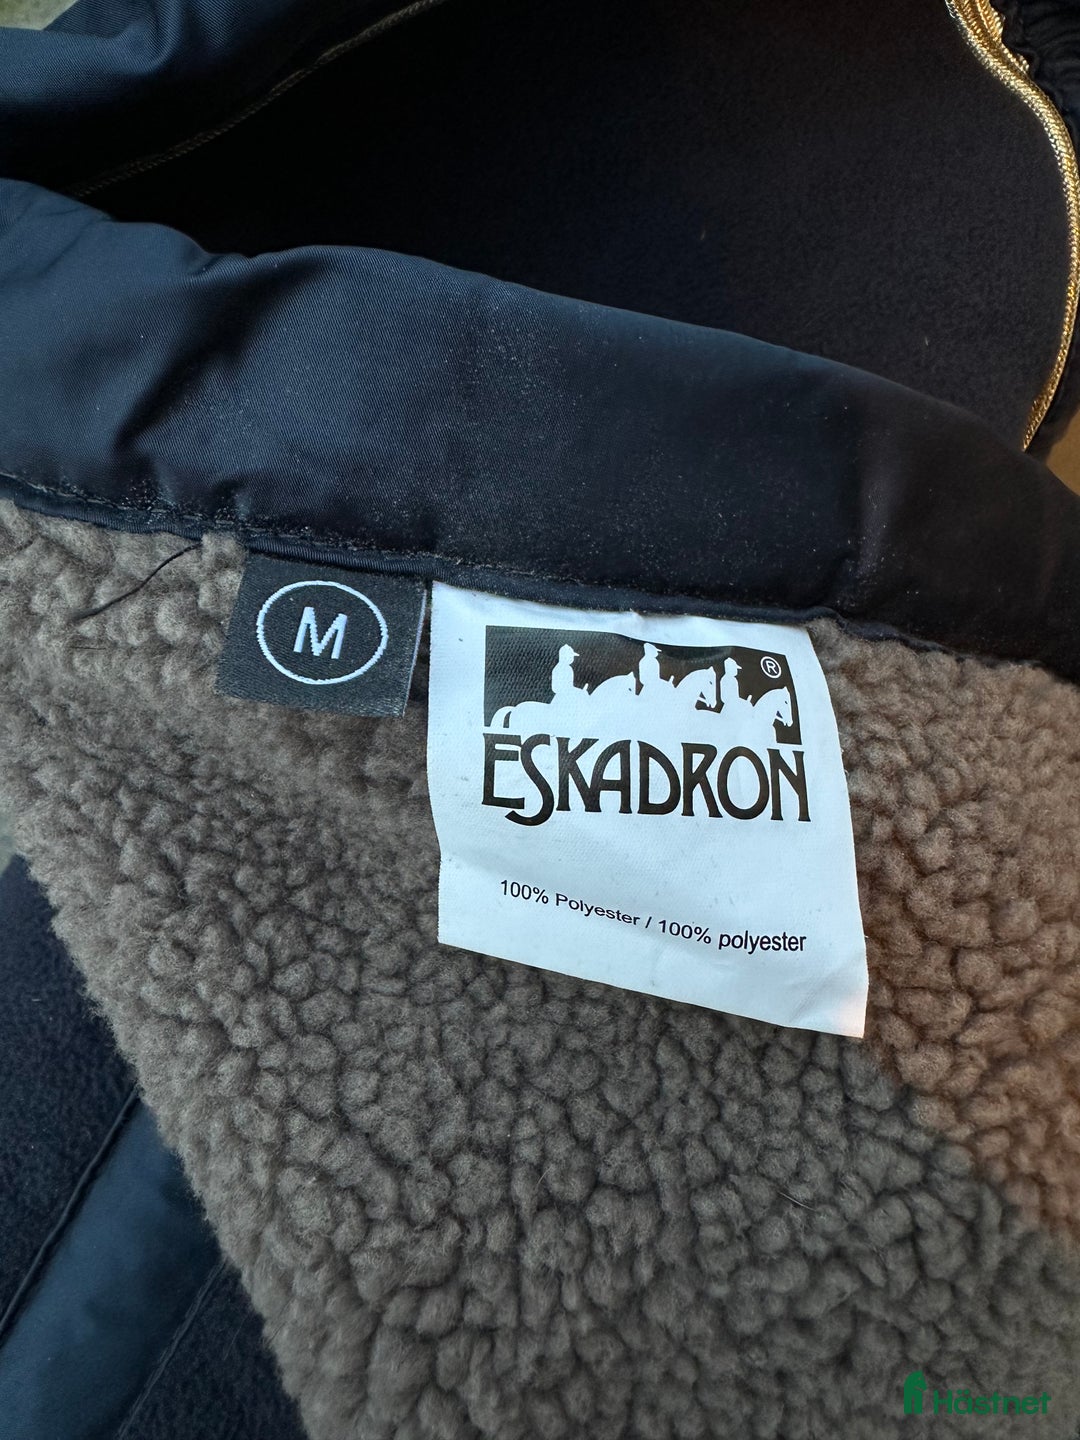 M
®
ESKADRON
100% Polyester / 100% polyester
Hästnet